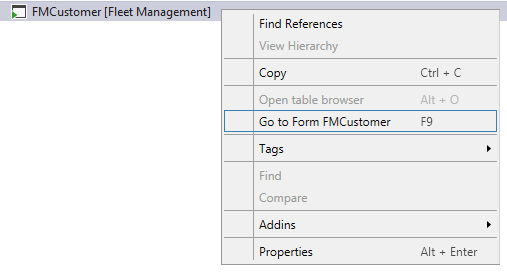 FMCustomer [Fleet Management]
Find References
View Hierarchy
Copy Ctrl + C
Open table browser Alt + O
Go to Form FMCustomer F9
Tags
Find
Compare
Addins
Properties Alt + Enter